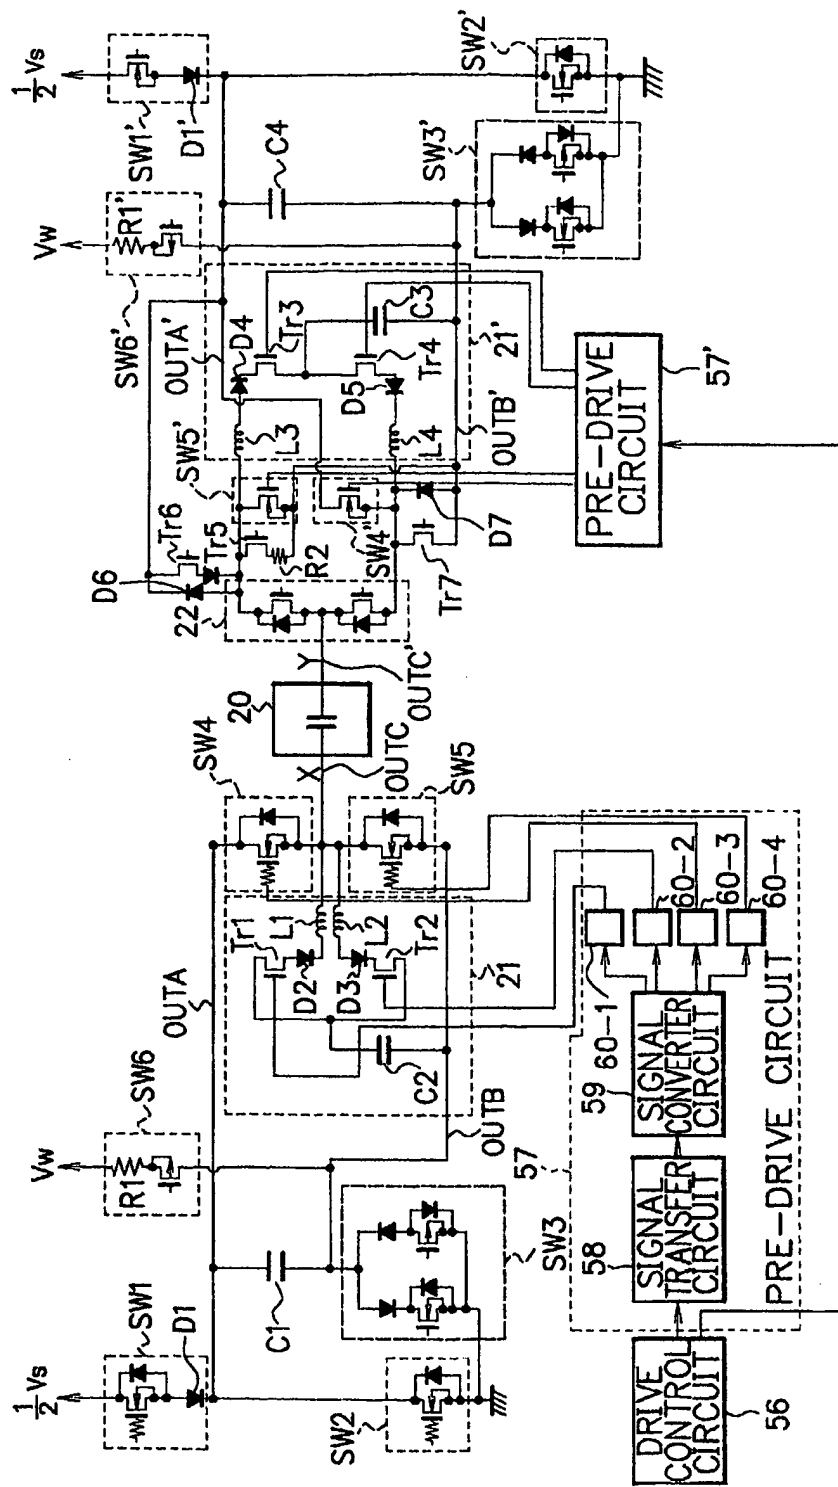 ½Vs
SW1
D1
Vw
SW6
R1
C1
SW2
SW3
OUTA
OUTB
Tr1
L1
D2
D3
L2
Tr2
C2
21
SW4
OUTC
SW5
20
OUTC'
22
D6
Tr6
Tr5
R2
SW5'
SW4'
Tr7
D7
L3
L4
OUTA'
OUTB'
D4
Tr3
D5
Tr4
C3
21'
SW6'
Vw
R1'
C4
½Vs
SW1'
D1'
SW2'
SW3'
PRE-DRIVE
CIRCUIT
57'
DRIVE
CONTROL
CIRCUIT
56
57
58
SIGNAL
TRANSFER
CIRCUIT
59
SIGNAL
CONVERTER
CIRCUIT
60-1
60-2
60-3
60-4
PRE-DRIVE CIRCUIT